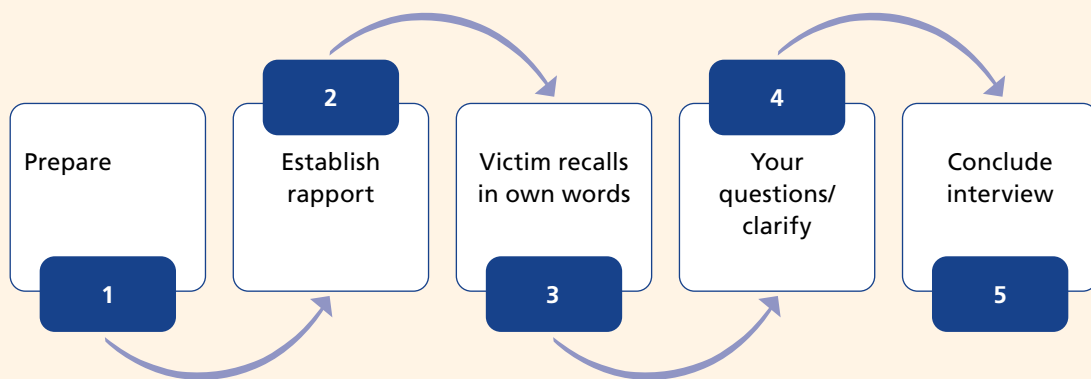 1
Prepare
2
Establish
rapport
3
Victim recalls
in own words
4
Your
questions/
clarify
5
Conclude
interview